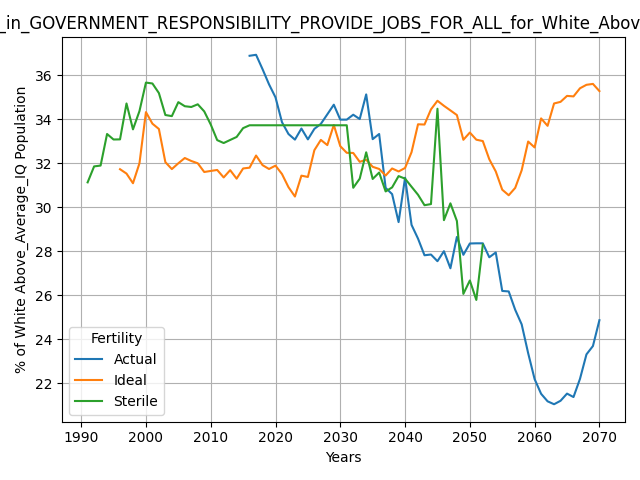 _in_GOVERNMENT_RESPONSIBILITY_PROVIDE_JOBS_FOR_ALL_for_White_Abov
% of White Above_Average_IQ Population
36
34
32
30
28
26
24
22
Fertility
Actual
Ideal
Sterile
1990 2000 2010 2020 2030 2040 2050 2060 2070
Years